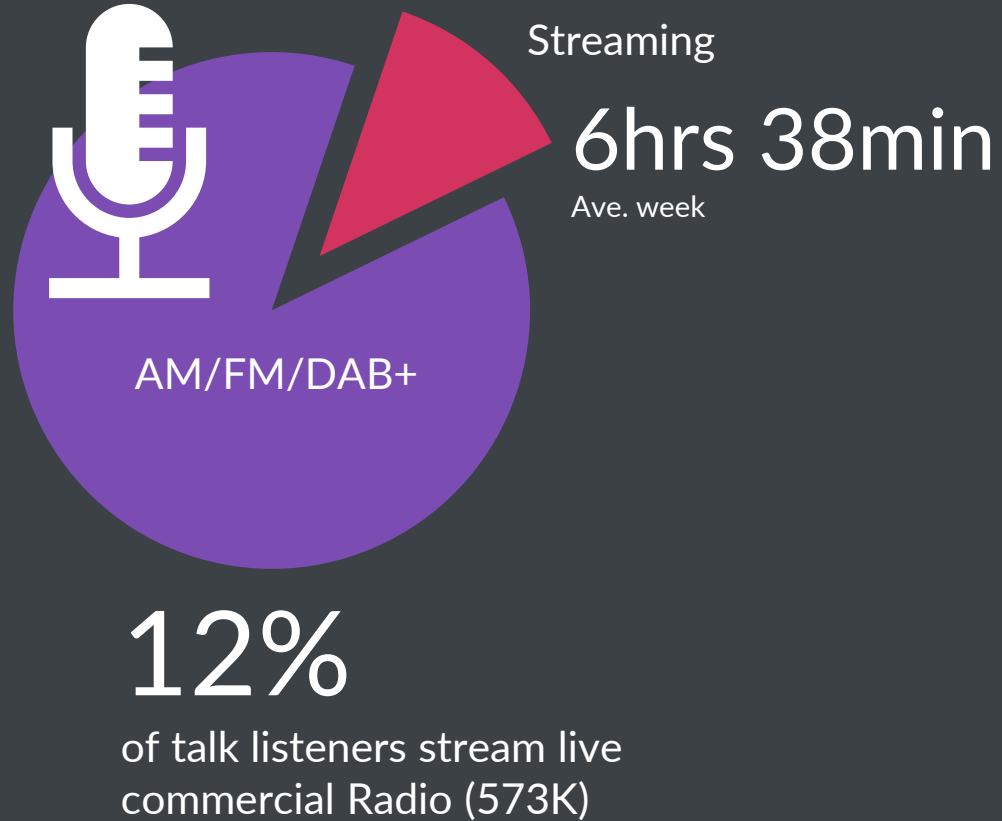 Streaming
6hrs 38min
Ave. week
AM/FM/DAB+
12%
of talk listeners stream live
commercial Radio (573K)